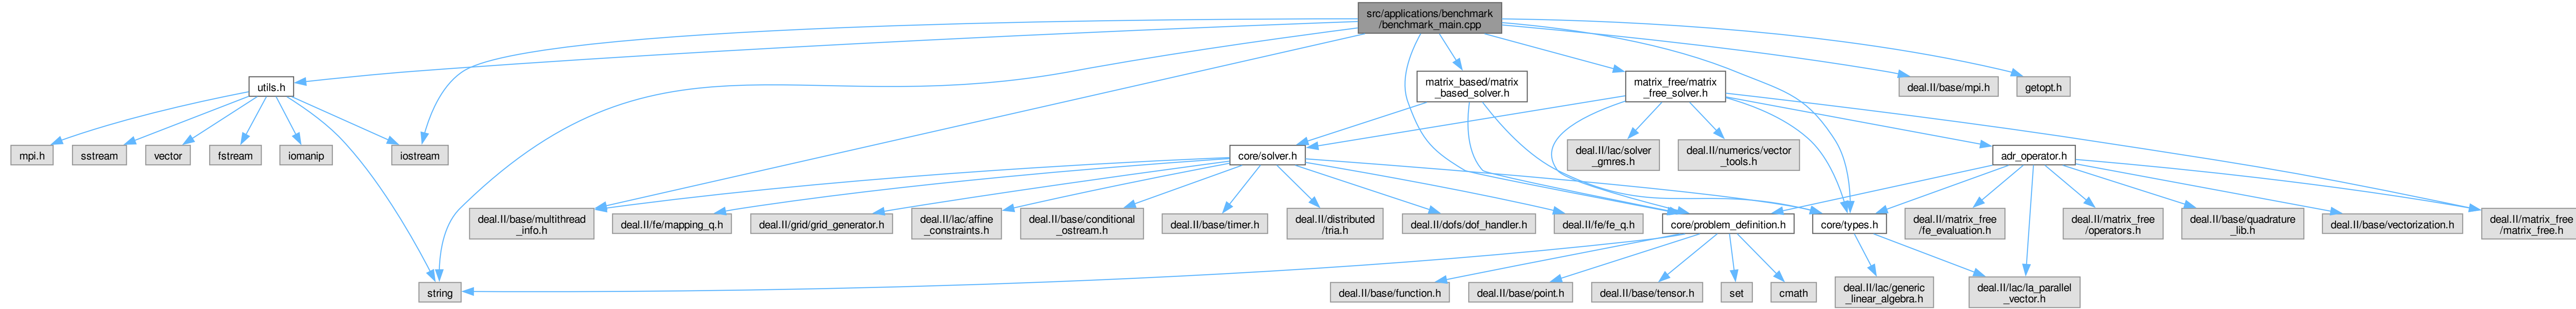 src/applications/benchmark
/benchmark_main.cpp
utils.h
matrix_based/matrix
_based_solver.h
matrix_free/matrix
_free_solver.h
deal.II/base/mpi.h
getopt.h
mpi.h
sstream
vector
fstream
iomanip
iostream
core/solver.h
deal.II/lac/solver
_gmres.h
deal.II/numerics/vector
_tools.h
adr_operator.h
deal.II/base/multithread
_info.h
deal.II/fe/mapping_q.h
deal.II/grid/grid_generator.h
deal.II/lac/affine
_constraints.h
deal.II/base/conditional
_ostream.h
deal.II/base/timer.h
deal.II/distributed
/tria.h
deal.II/dofs/dof_handler.h
deal.II/fe/fe_q.h
core/problem_definition.h
core/types.h
deal.II/matrix_free
/fe_evaluation.h
deal.II/matrix_free
/operators.h
deal.II/base/quadrature
_lib.h
deal.II/base/vectorization.h
deal.II/matrix_free
/matrix_free.h
string
deal.II/base/function.h
deal.II/base/point.h
deal.II/base/tensor.h
set
cmath
deal.II/lac/generic
_linear_algebra.h
deal.II/lac/la_parallel
_vector.h